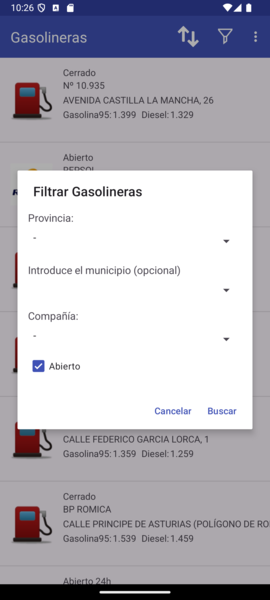 10:26
Gasolineras
Cerrado
Nº 10.935
AVENIDA CASTILLA LA MANCHA, 26
Gasolina95: 1.399 Diesel: 1.329
Abierto
REPSOL
Filtrar Gasolineras
Provincia:
-
Introduce el municipio (opcional)
Compañía:
-
Abierto
Cancelar Buscar
CALLE FEDERICO GARCIA LORCA, 1
Gasolina95: 1.359 Diesel: 1.259
Cerrado
BP ROMICA
CALLE PRINCIPE DE ASTURIAS (POLÍGONO DE RO
Gasolina95: 1.539 Diesel: 1.459
Abierto 24h